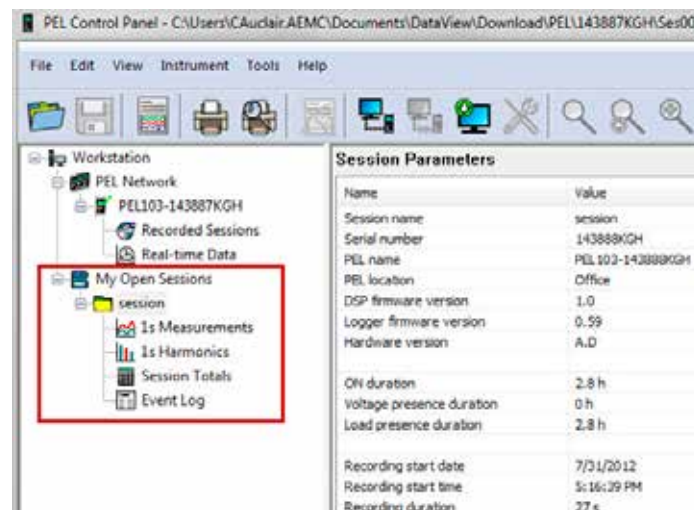 PEL Control Panel - C:\Users\CAuclair.AEMC\Documents\DataView\Download\PEL\143887KGH\Ses00
File Edit View Instrument Tools Help
Workstation
PEL Network
PEL103-143887KGH
Recorded Sessions
Real-time Data
My Open Sessions
session
1s Measurements
1s Harmonics
Session Totals
Event Log
Session Parameters
Name Value
Session name session
Serial number 143888KGH
PEL name PEL103-143888KGH
PEL location Office
DSP firmware version 1.0
Logger firmware version 0.59
Hardware version A.D
ON duration 2.8 h
Voltage presence duration 0 h
Load presence duration 2.8 h
Recording start date 7/31/2012
Recording start time 5:16:39 PM
Recording duration 27 s